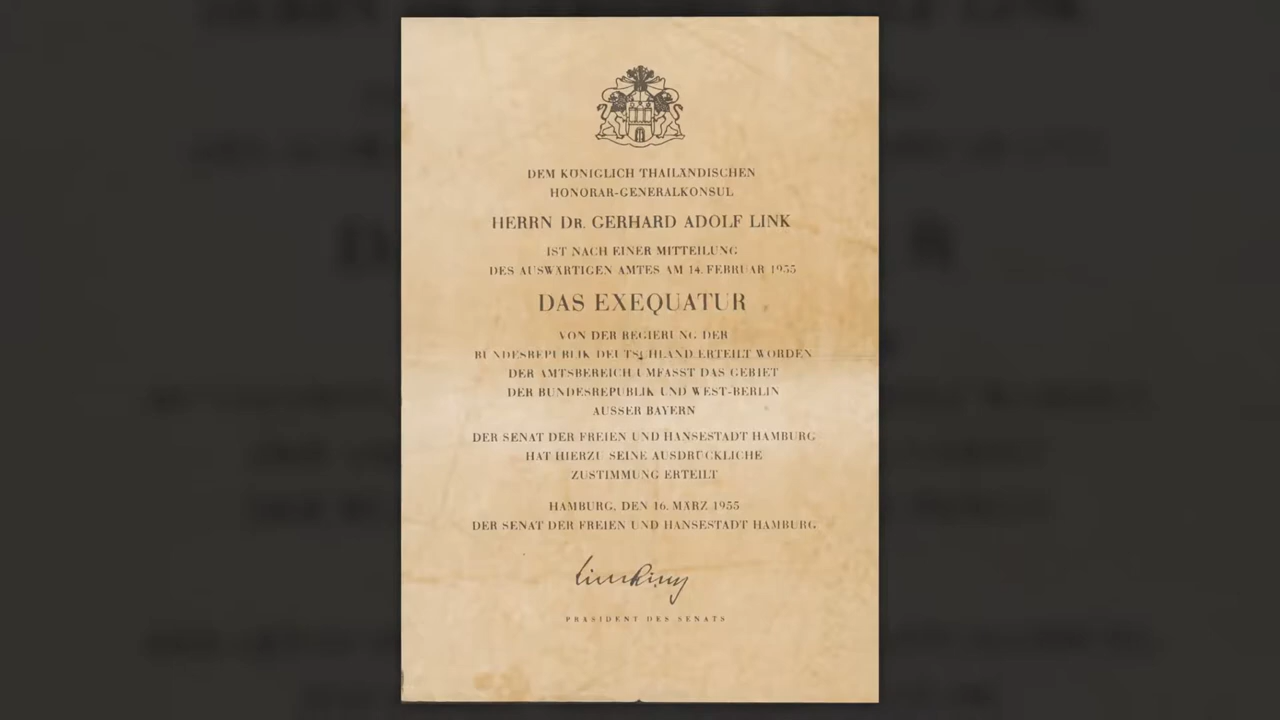 DEM KÖNIGLICH THAILÄNDISCHEN
HONORAR-GENERALKONSUL
HERRN DR. GERHARD ADOLF LINK
IST NACH EINER MITTEILUNG
DES AUSWÄRTIGEN AMTES AM 14. FEBRUAR 1955
DAS EXEQUATUR
VON DER REGIERUNG DER
BUNDESREPUBLIK DEUTSCHLAND ERTEILT WORDEN
DER AMTSBEREICH UMFASST DAS GEBIET
DER BUNDESREPUBLIK UND WEST-BERLIN
AUSSER BAYERN
DER SENAT DER FREIEN UND HANSESTADT HAMBURG
HAT HIERZU SEINE AUSDRÜCKLICHE
ZUSTIMMUNG ERTEILT
HAMBURG, DEN 16. MÄRZ 1955
DER SENAT DER FREIEN UND HANSESTADT HAMBURG
PRÄSIDENT DES SENATS